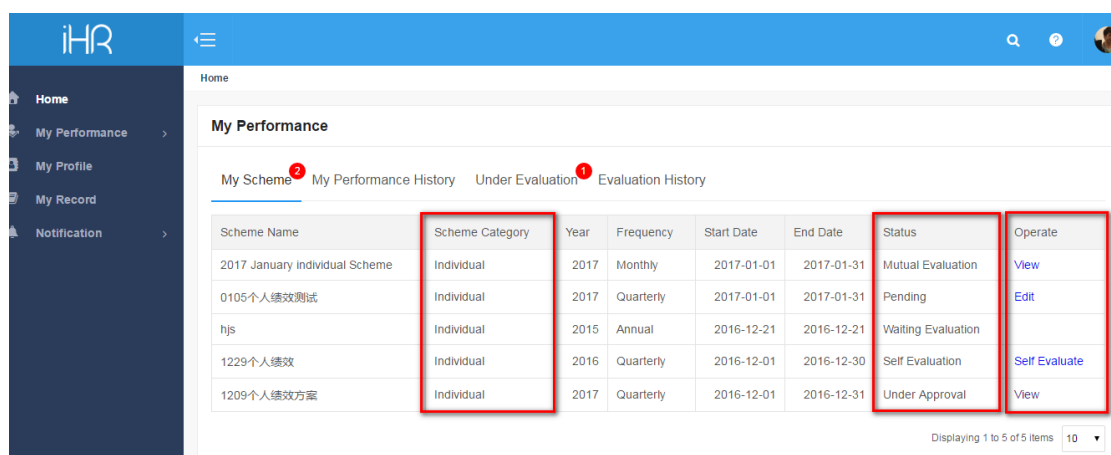 iHR
Home
Home
My Performance
My Profile
My Record
Notification
My Performance
My Scheme 2 My Performance History Under Evaluation 1 Evaluation History
Scheme Name Scheme Category Year Frequency Start Date End Date Status Operate
2017 January individual Scheme Individual 2017 Monthly 2017-01-01 2017-01-31 Mutual Evaluation View
0105个人绩效测试 Individual 2017 Quarterly 2017-01-01 2017-01-31 Pending Edit
hjs Individual 2015 Annual 2016-12-21 2016-12-21 Waiting Evaluation
1229个人绩效 Individual 2016 Quarterly 2016-12-01 2016-12-30 Self Evaluation Self Evaluate
1209个人绩效方案 Individual 2017 Quarterly 2016-12-01 2016-12-31 Under Approval View
Displaying 1 to 5 of 5 items 10